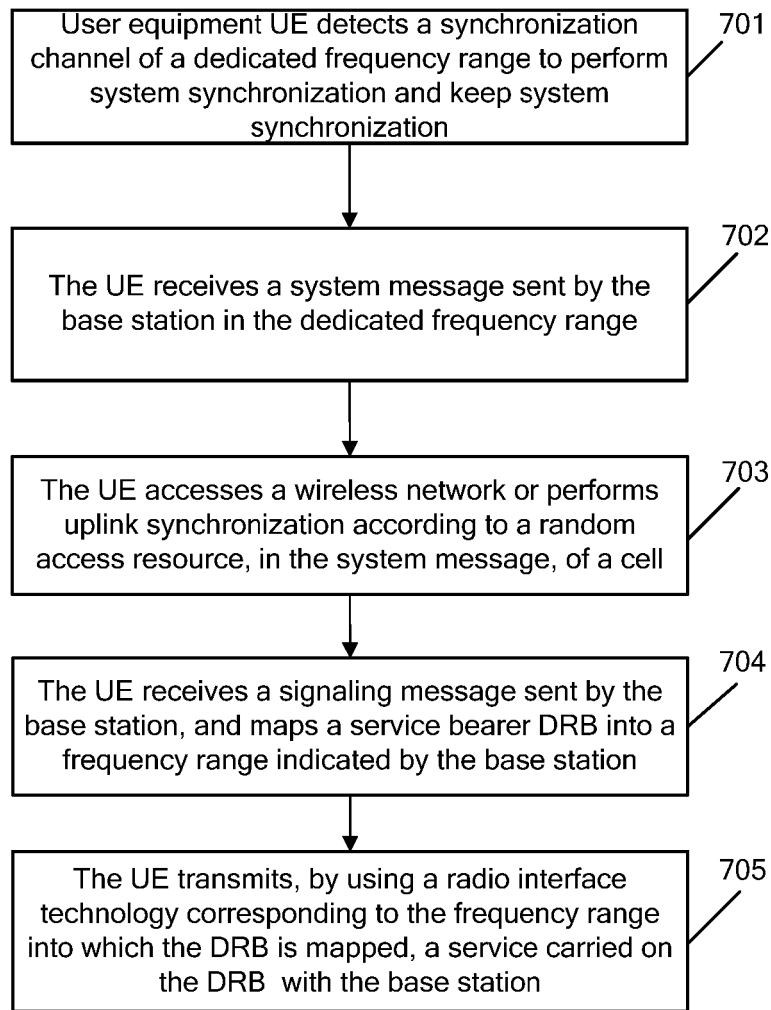 User equipment UE detects a synchronization
channel of a dedicated frequency range to perform
system synchronization and keep system
synchronization
701
The UE receives a system message sent by the
base station in the dedicated frequency range
702
The UE accesses a wireless network or performs
uplink synchronization according to a random
access resource, in the system message, of a cell
703
The UE receives a signaling message sent by the
base station, and maps a service bearer DRB into a
frequency range indicated by the base station
704
The UE transmits, by using a radio interface
technology corresponding to the frequency range
into which the DRB is mapped, a service carried on
the DRB with the base station
705